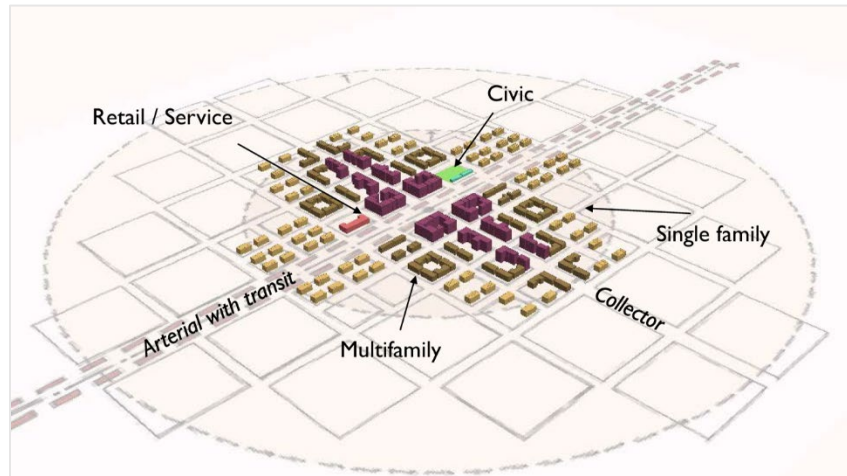 Civic
Retail / Service
Single family
Arterial with transit
Collector
Multifamily